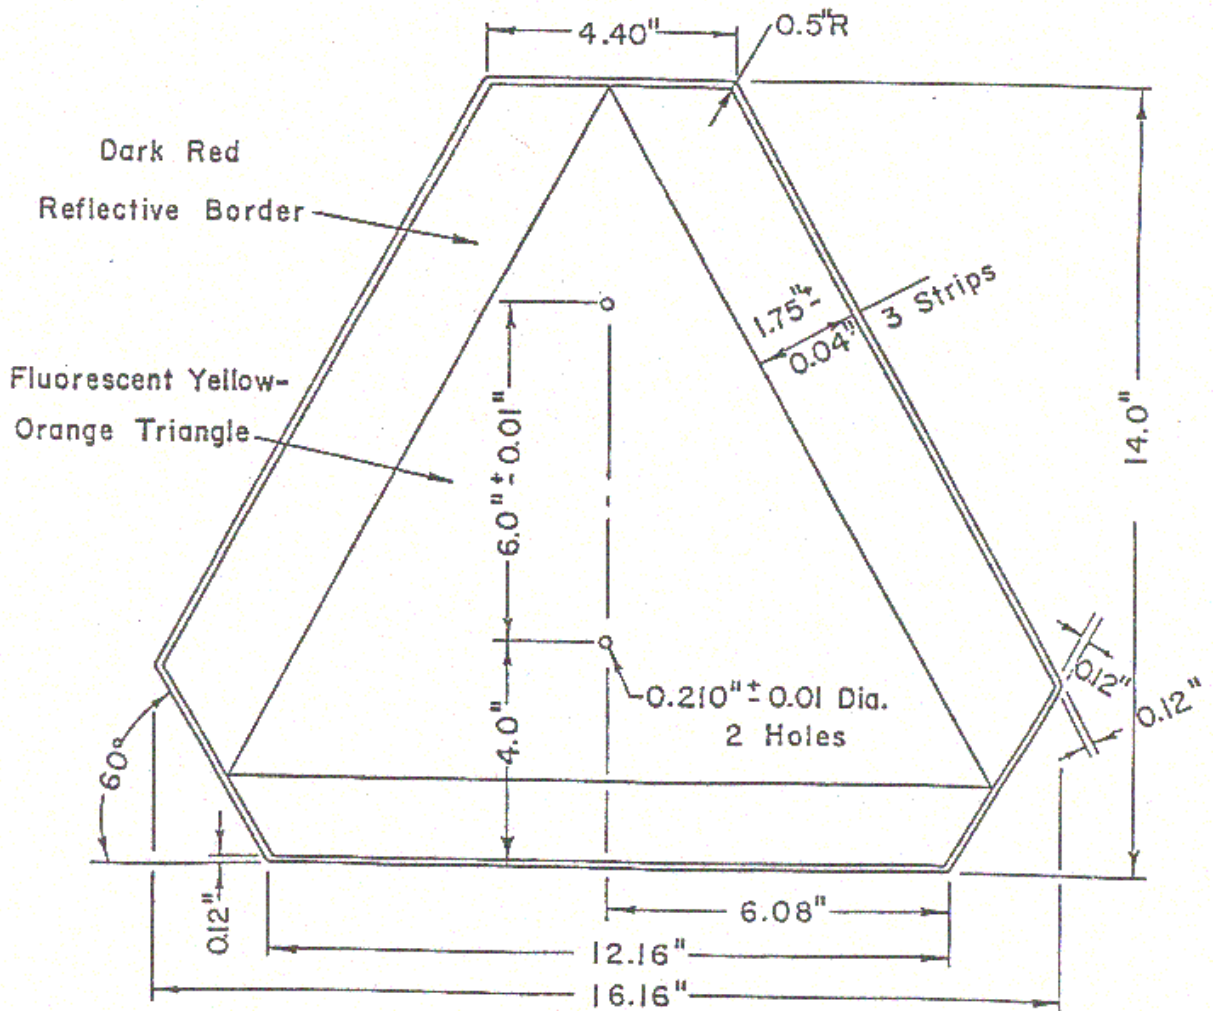 4.40"
0.5"R
Dark Red
Reflective Border
1.75"±
0.04"
3 Strips
Fluorescent Yellow-
Orange Triangle
6.0"±0.01"
14.0"
4.0"
0.210"±0.01 Dia.
2 Holes
0.12"
0.12"
60°
0.12"
6.08"
12.16"
16.16"